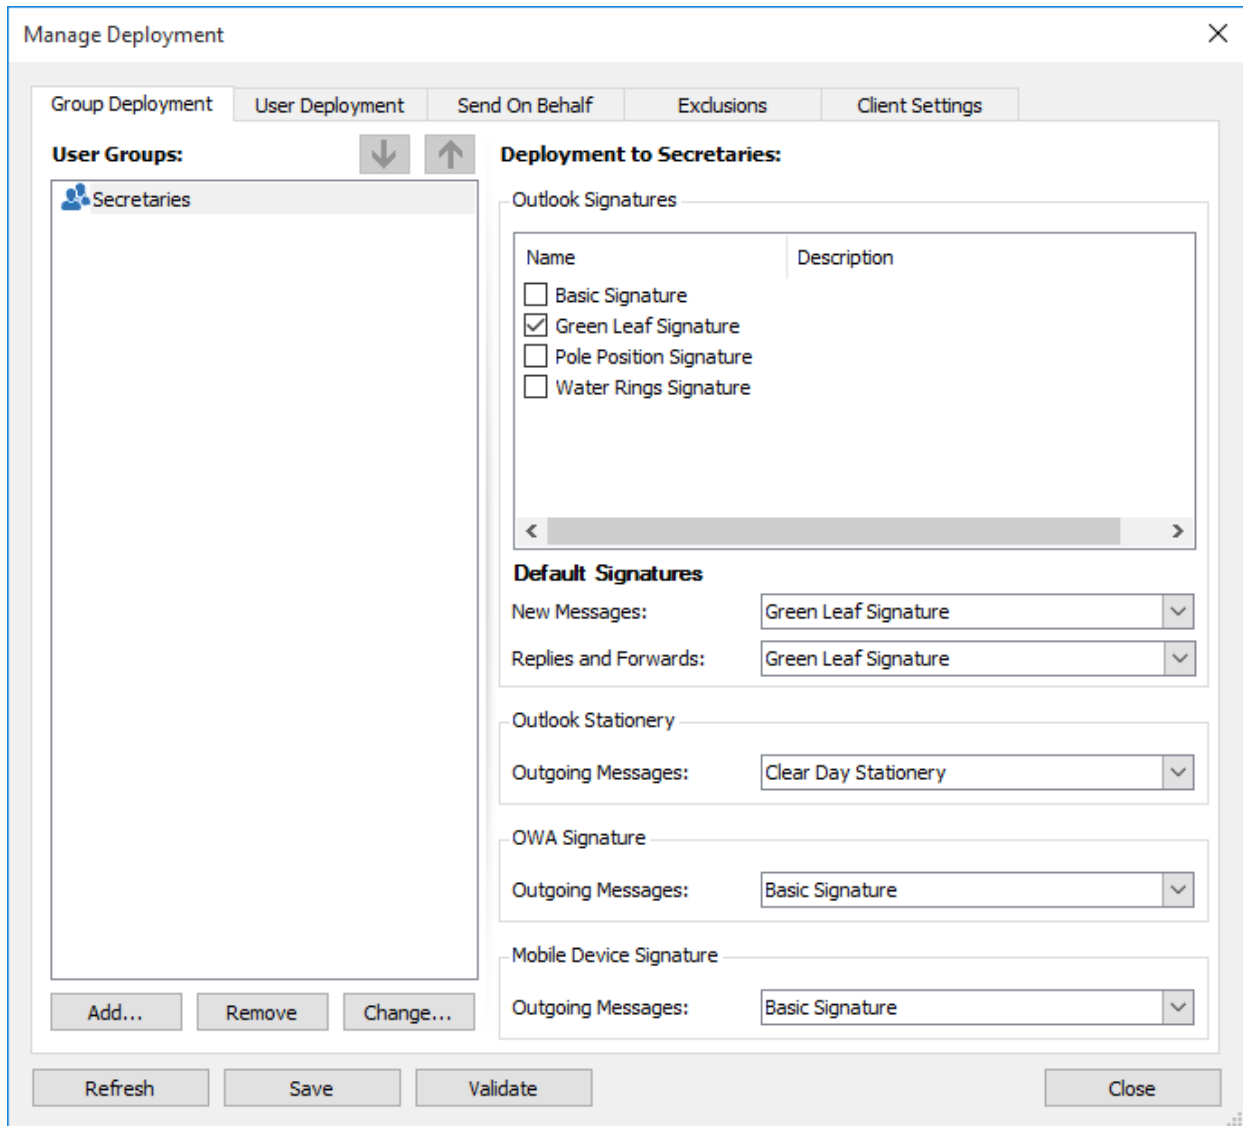 Manage Deployment
Group Deployment
User Deployment
Send On Behalf
Exclusions
Client Settings
User Groups:
Secretaries
Add...
Remove
Change...
Deployment to Secretaries:
Outlook Signatures
Name
Description
Basic Signature
Green Leaf Signature
Pole Position Signature
Water Rings Signature
Default Signatures
New Messages:
Green Leaf Signature
Replies and Forwards:
Green Leaf Signature
Outlook Stationery
Outgoing Messages:
Clear Day Stationery
OWA Signature
Outgoing Messages:
Basic Signature
Mobile Device Signature
Outgoing Messages:
Basic Signature
Refresh
Save
Validate
Close